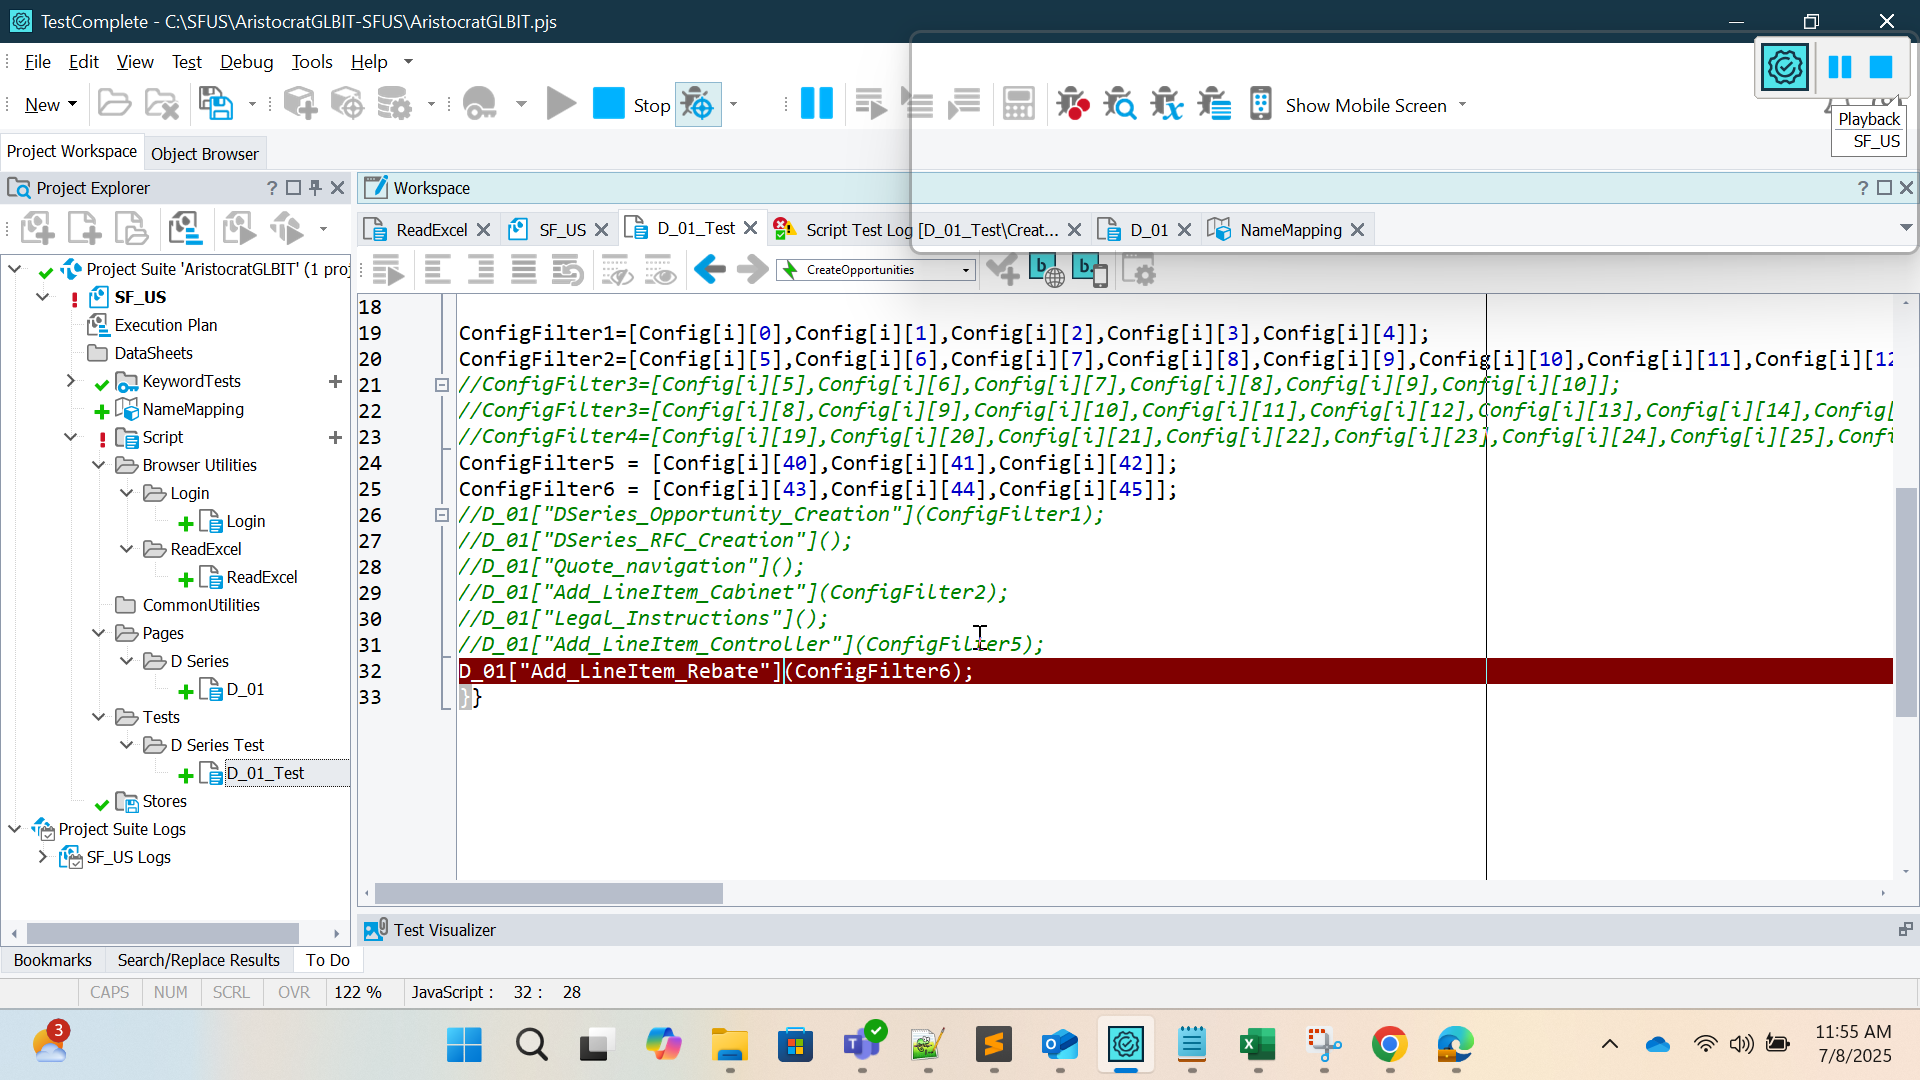 TestComplete - C:\SFUS\AristocratGLBIT-SFUS\AristocratGLBIT.pjs
File Edit View Test Debug Tools Help
New
Stop
Show Mobile Screen
Playback
SF_US
Project Workspace
Object Browser
Project Explorer
Workspace
ReadExcel
SF_US
D_01_Test
Script Test Log [D_01_Test\Creat...
D_01
NameMapping
CreateOpportunities
Project Suite 'AristocratGLBIT' (1 proj
SF_US
Execution Plan
DataSheets
KeywordTests
NameMapping
Script
Browser Utilities
Login
Login
ReadExcel
ReadExcel
CommonUtilities
Pages
D Series
D_01
Tests
D Series Test
D_01_Test
Stores
Project Suite Logs
SF_US Logs
18
19 ConfigFilter1=[Config[i][0],Config[i][1],Config[i][2],Config[i][3],Config[i][4]];
20 ConfigFilter2=[Config[i][5],Config[i][6],Config[i][7],Config[i][8],Config[i][9],Config[i][10],Config[i][11],Config[i][12
21 //ConfigFilter3=[Config[i][5],Config[i][6],Config[i][7],Config[i][8],Config[i][9],Config[i][10]];
22 //ConfigFilter3=[Config[i][8],Config[i][9],Config[i][10],Config[i][11],Config[i][12],Config[i][13],Config[i][14],Config[
23 //ConfigFilter4=[Config[i][19],Config[i][20],Config[i][21],Config[i][22],Config[i][23],Config[i][24],Config[i][25],Confi
24 ConfigFilter5 = [Config[i][40],Config[i][41],Config[i][42]];
25 ConfigFilter6 = [Config[i][43],Config[i][44],Config[i][45]];
26 //D_01["DSeries_Opportunity_Creation"](ConfigFilter1);
27 //D_01["DSeries_RFC_Creation"]();
28 //D_01["Quote_navigation"]();
29 //D_01["Add_LineItem_Cabinet"](ConfigFilter2);
30 //D_01["Legal_Instructions"]();
31 //D_01["Add_LineItem_Controller"](ConfigFilter5);
32 D_01["Add_LineItem_Rebate"](ConfigFilter6);
33 }}
Test Visualizer
Bookmarks
Search/Replace Results
To Do
CAPS NUM SCRL OVR 122 % JavaScript : 32 : 28
3
11:55 AM
7/8/2025